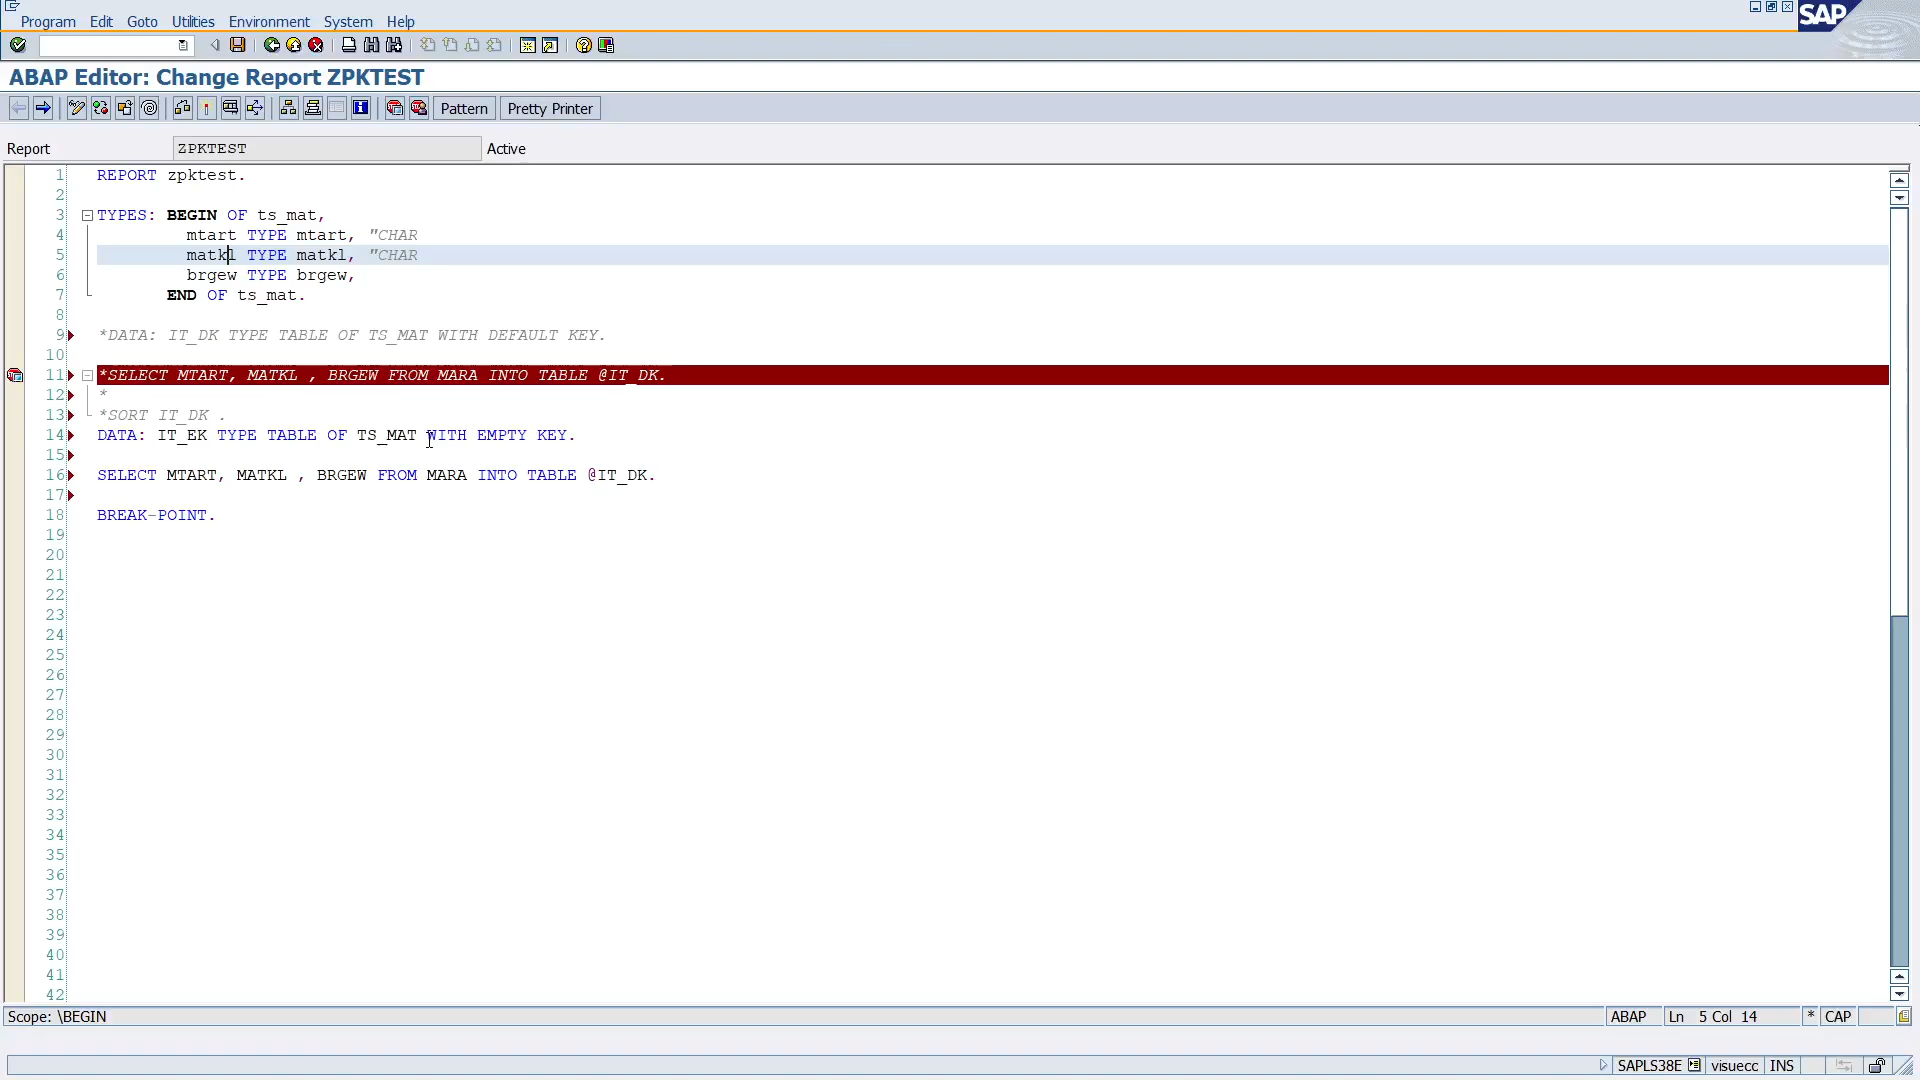 Program Edit Goto Utilities Environment System Help
SAP
ABAP Editor: Change Report ZPKTEST
Pattern Pretty Printer
Report ZPKTEST Active
1 REPORT zpktest.
2
3 TYPES: BEGIN OF ts_mat,
4 mtart TYPE mtart, "CHAR
5 matkl TYPE matkl, "CHAR
6 brgew TYPE brgew,
7 END OF ts_mat.
8
9 *DATA: IT_DK TYPE TABLE OF TS_MAT WITH DEFAULT KEY.
10
11 *SELECT MTART, MATKL , BRGEW FROM MARA INTO TABLE @IT_DK.
12 *
13 *SORT IT_DK .
14 DATA: IT_EK TYPE TABLE OF TS_MAT WITH EMPTY KEY.
15
16 SELECT MTART, MATKL , BRGEW FROM MARA INTO TABLE @IT_DK.
17
18 BREAK-POINT.
19
20
21
22
23
24
25
26
27
28
29
30
31
32
33
34
35
36
37
38
39
40
41
42
Scope: \BEGIN ABAP Ln 5 Col 14 * CAP
SAPLS38E visuecc INS